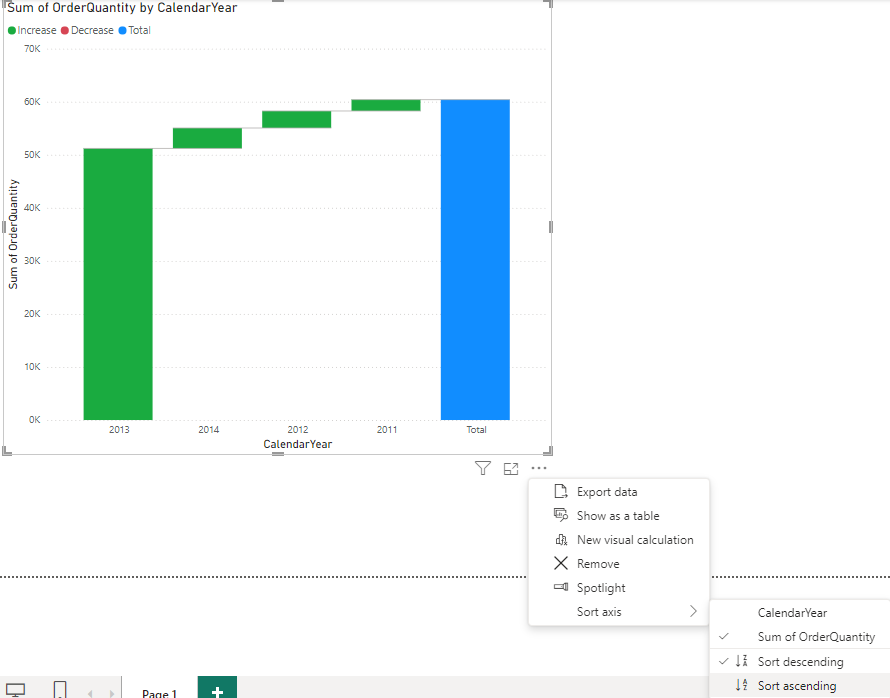 Sum of OrderQuantity by CalendarYear
Increase Decrease Total
70K
60K
50K
40K
30K
20K
10K
0K
Sum of OrderQuantity
2013 2014 2012 2011 Total
CalendarYear
Export data
Show as a table
New visual calculation
Remove
Spotlight
Sort axis
CalendarYear
Sum of OrderQuantity
Sort descending
Sort ascending
Page 1